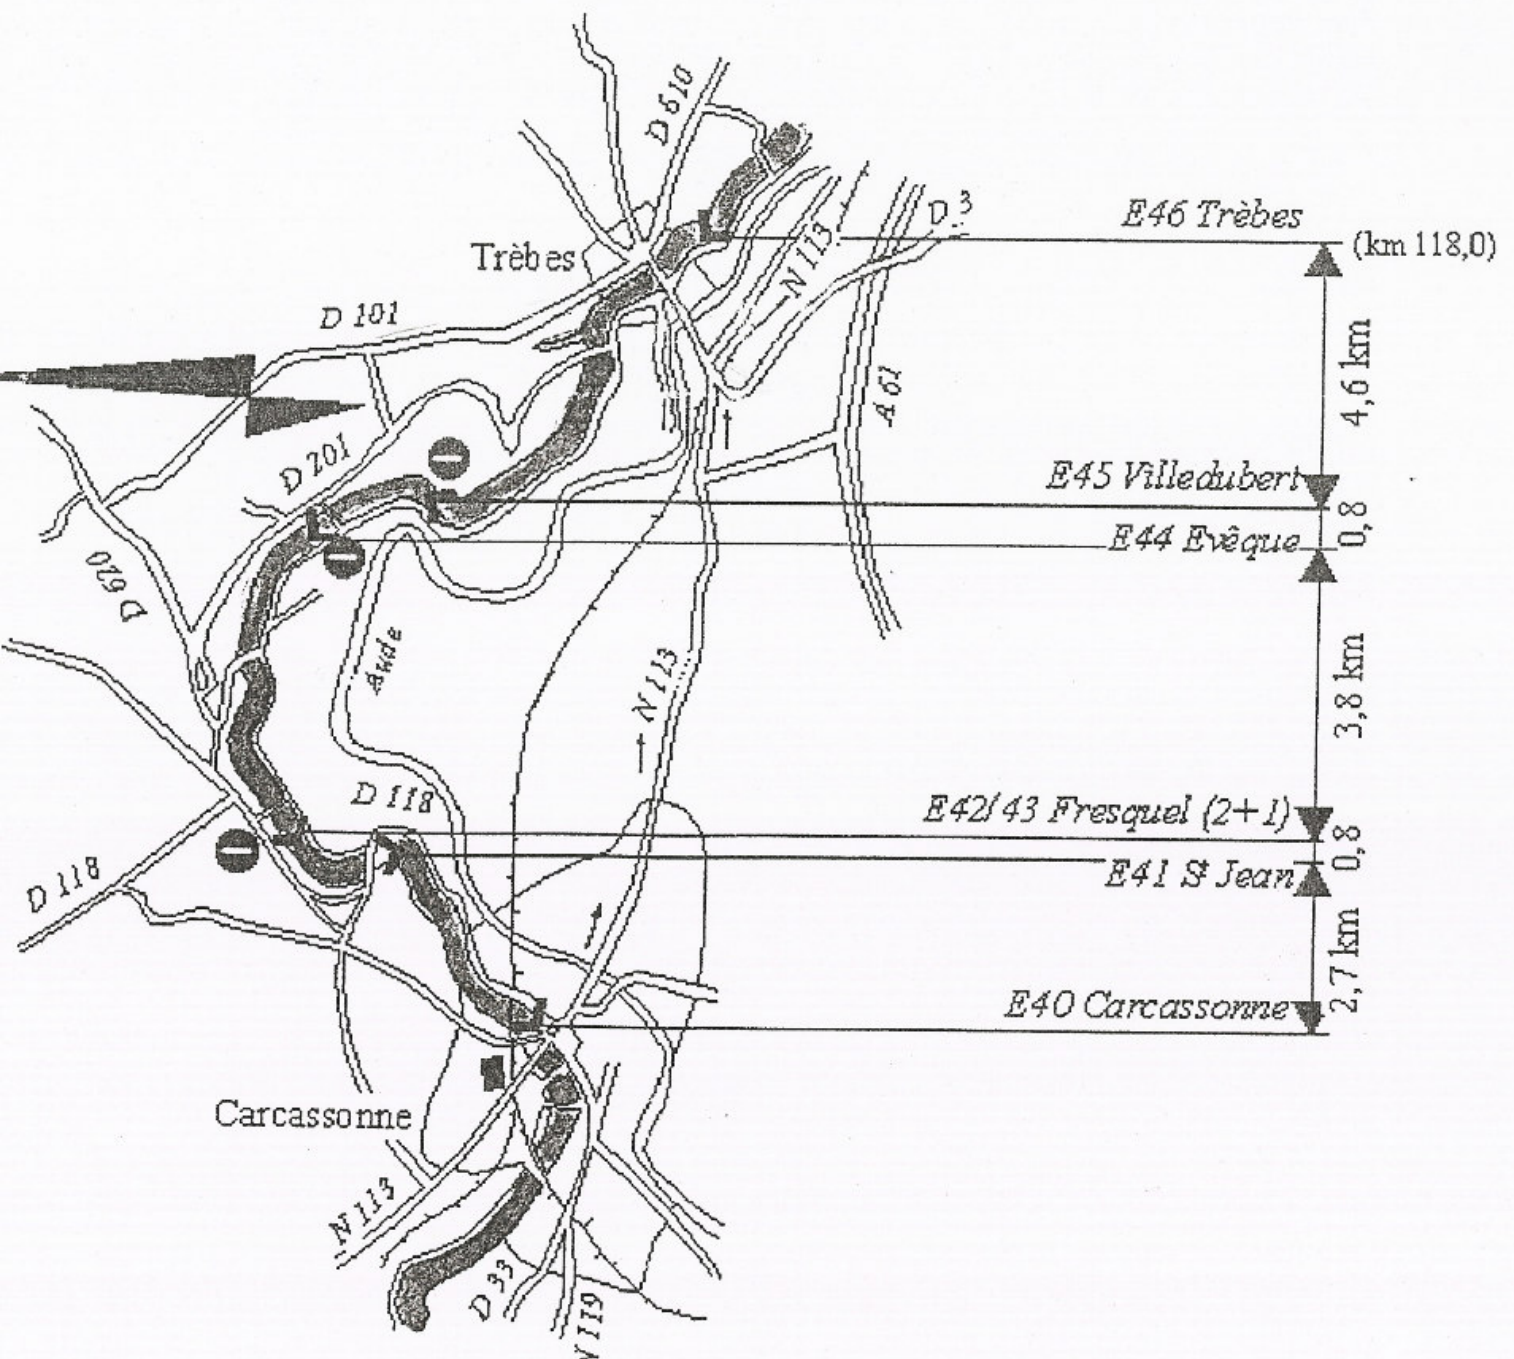 D 610
D 3
E46 Trèbes
(km 118,0)
Trèbes
N 113
D 101
4,6 km
A 61
D 201
E45 Villedubert
0,8
E44 Evêque
D 620
Aude
N 113
3,8 km
D 118
E42/43 Fresquel (2+1)
0,8
E41 St Jean
D 118
2,7 km
E40 Carcassonne
Carcassonne
N 113
D 33
N 119